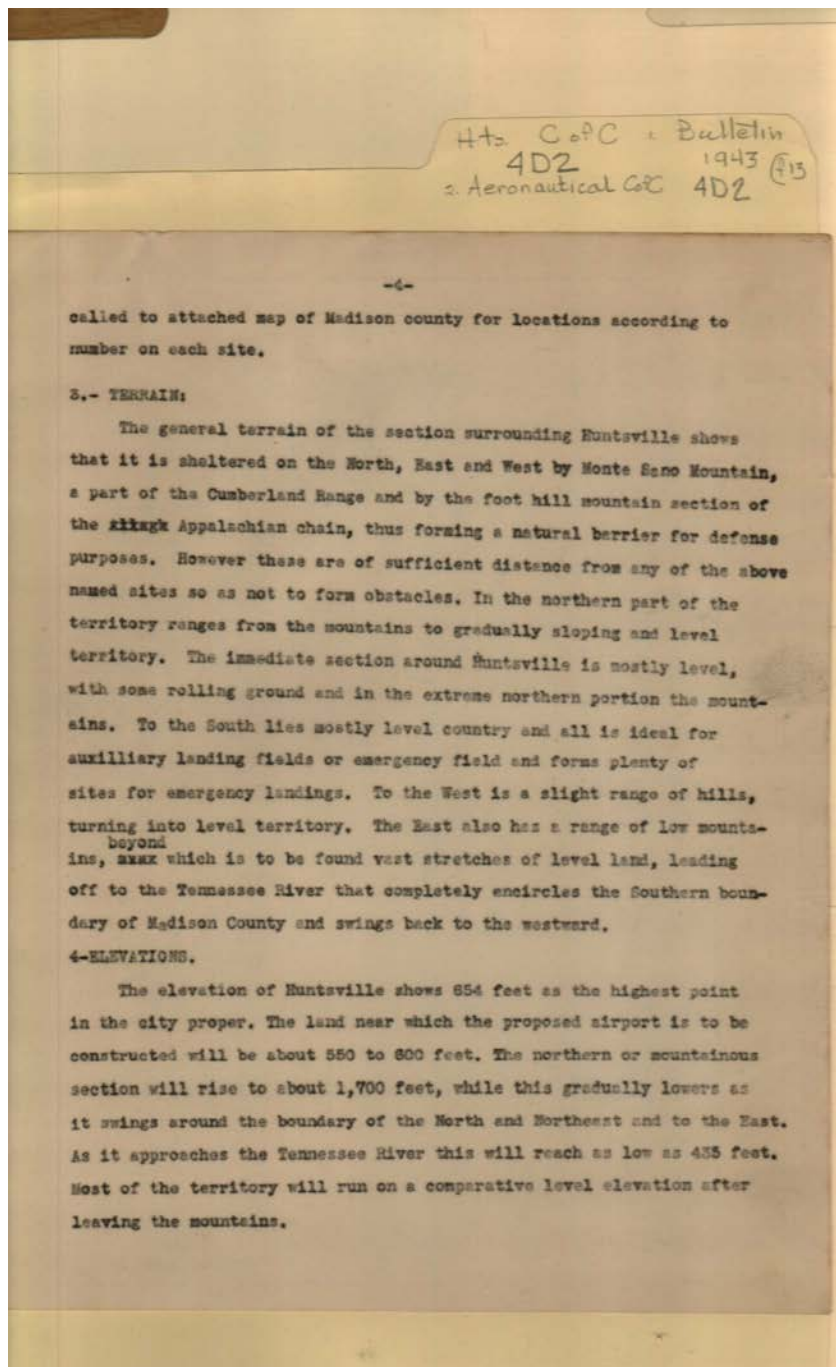 Hts CofC : Bulletin
4D2 1943
2. Aeronautical CofC 4D2
-4-
called to attached map of Madison county for locations according to
number on each site.
3.- TERRAIN:
The general terrain of the section surrounding Huntsville shows
that it is sheltered on the North, East and West by Monte Sano Mountain,
a part of the Cumberland Range and by the foot hill mountain section of
the Appalachian chain, thus forming a natural barrier for defense
purposes. However these are of sufficient distance from any of the above
named sites so as not to form obstacles. In the northern part of the
territory ranges from the mountains to gradually sloping and level
territory. The immediate section around Huntsville is mostly level,
with some rolling ground and in the extreme northern portion the mount-
ains. To the South lies mostly level country and all is ideal for
auxilliary landing fields or emergency field and forms plenty of
sites for emergency landings. To the West is a slight range of hills,
turning into level territory. The East also has a range of low mounta-
beyond
ins, xxxx which is to be found vast stretches of level land, leading
off to the Tennessee River that completely encircles the Southern boun-
dary of Madison County and swings back to the westward.
4-ELEVATIONS.
The elevation of Huntsville shows 654 feet as the highest point
in the city proper. The land near which the proposed airport is to be
constructed will be about 550 to 600 feet. The northern or mountainous
section will rise to about 1,700 feet, while this gradually lowers as
it swings around the boundary of the North and Northeast and to the East.
As it approaches the Tennessee River this will reach as low as 435 feet.
Most of the territory will run on a comparative level elevation after
leaving the mountains.